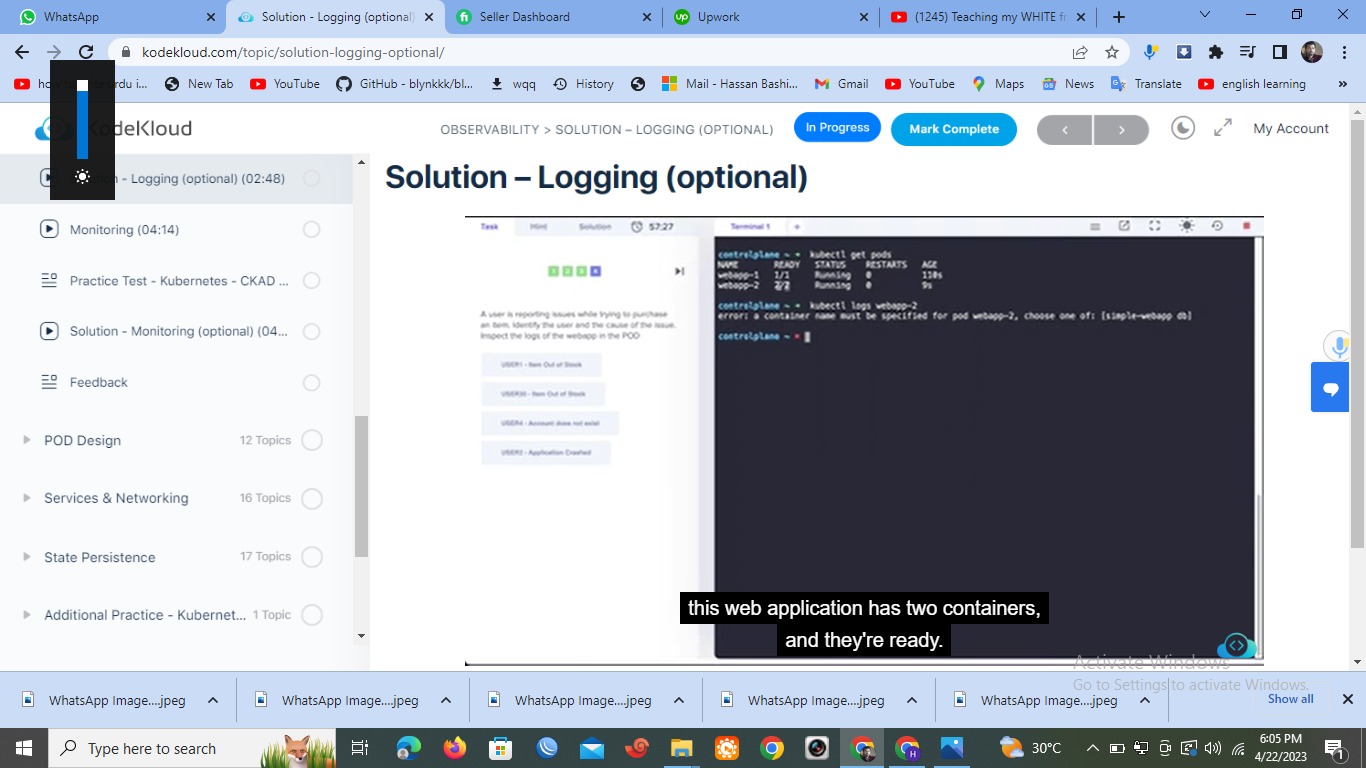 WhatsApp
Solution - Logging (optional)
Seller Dashboard
Upwork
(1245) Teaching my WHITE fr
kodekloud.com/topic/solution-logging-optional/
urdu i...
New Tab
YouTube
GitHub - blynkkk/bl...
wqq
History
Mail - Hassan Bashi...
Gmail
YouTube
Maps
News
Translate
english learning
KodeKloud
OBSERVABILITY > SOLUTION – LOGGING (OPTIONAL)
In Progress
Mark Complete
My Account
- Logging (optional) (02:48)
Monitoring (04:14)
Practice Test - Kubernetes - CKAD ...
Solution - Monitoring (optional) (04...
Feedback
POD Design
12 Topics
Services & Networking
16 Topics
State Persistence
17 Topics
Additional Practice - Kubernet...
1 Topic
Solution – Logging (optional)
Task
Hint
Solution
57:27
Terminal 1
+
1 2 3 4
A user is reporting issues while trying to purchase
an item. Identify the user and the cause of the issue.
Inspect the logs of the webapp in the POD
USER1 - Item Out of Stock
USER30 - Item Out of Stock
USER4 - Account does not exist
USER2 - Application Crashed
controlplane ~ ➜ kubectl get pods
NAME READY STATUS RESTARTS AGE
webapp-1 1/1 Running 0 110s
webapp-2 2/2 Running 0 9s
controlplane ~ ➜ kubectl logs webapp-2
error: a container name must be specified for pod webapp-2, choose one of: [simple-webapp db]
controlplane ~ ✖
this web application has two containers,
and they're ready.
Activate Windows
Go to Settings to activate Windows.
WhatsApp Image....jpeg
WhatsApp Image....jpeg
WhatsApp Image....jpeg
WhatsApp Image....jpeg
WhatsApp Image....jpeg
Show all
Type here to search
30°C
6:05 PM
4/22/2023
1